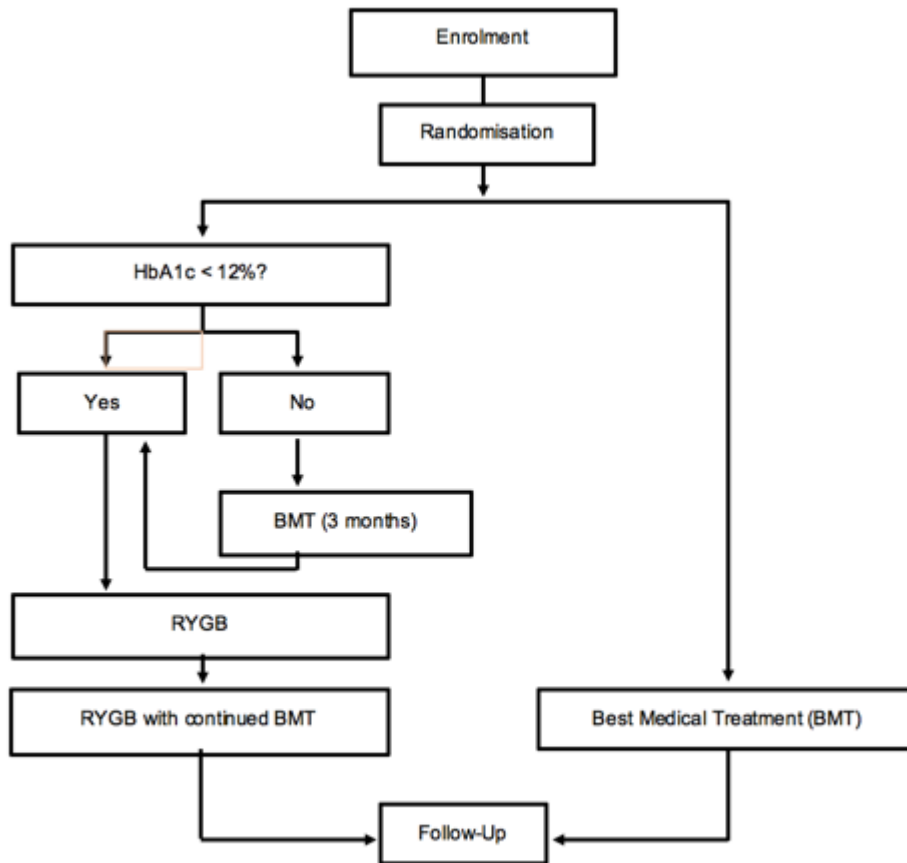 Enrolment
Randomisation
HbA1c < 12%?
Yes
No
BMT (3 months)
RYGB
RYGB with continued BMT
Best Medical Treatment (BMT)
Follow-Up